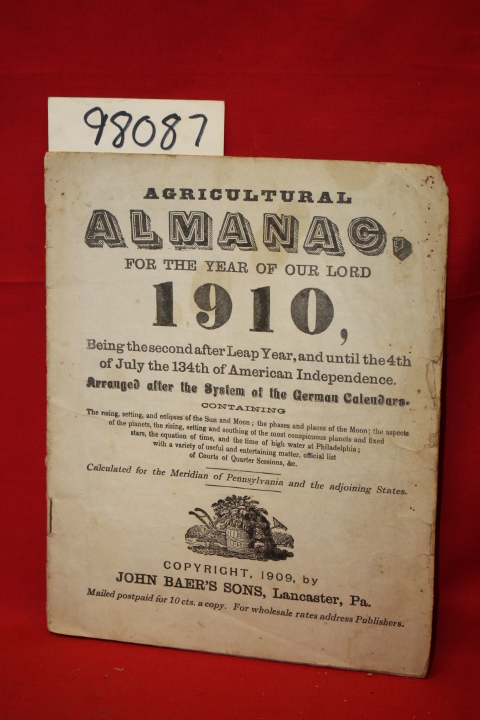 98087
AGRICULTURAL
ALMANAC,
FOR THE YEAR OF OUR LORD
1910,
Being the second after Leap Year, and until the 4th
of July the 134th of American Independence.
Arranged after the System of the German Calendars.
CONTAINING
The rising, setting, and eclipses of the Sun and Moon; the phases and places of the Moon; the aspects
of the planets, the rising, setting and southing of the most conspicuous planets and fixed
stars, the equation of time, and the time of high water at Philadelphia;
with a variety of useful and entertaining matter, official list
of Courts of Quarter Sessions, &c.
Calculated for the Meridian of Pennsylvania and the adjoining States.
COPYRIGHT, 1909, by
JOHN BAER'S SONS, Lancaster, Pa.
Mailed postpaid for 10 cts. a copy. For wholesale rates address Publishers.